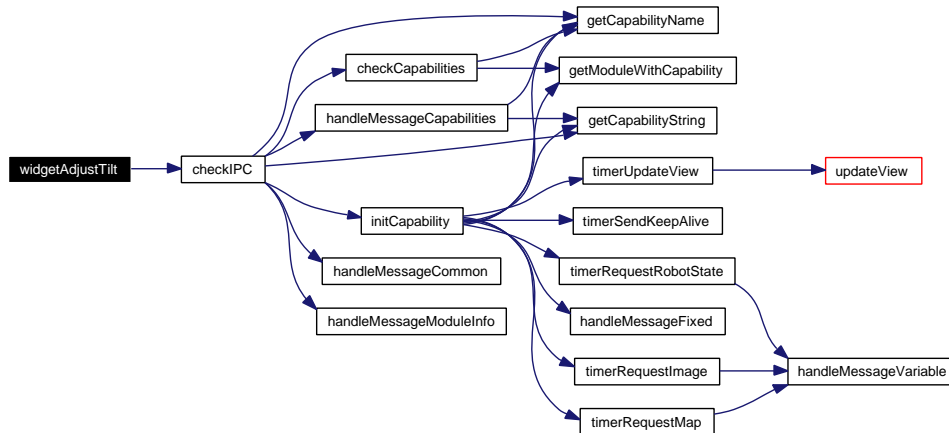 getCapabilityName
checkCapabilities
getModuleWithCapability
handleMessageCapabilities
getCapabilityString
widgetAdjustTilt
checkIPC
timerUpdateView
updateView
initCapability
timerSendKeepAlive
handleMessageCommon
timerRequestRobotState
handleMessageModuleInfo
handleMessageFixed
timerRequestImage
handleMessageVariable
timerRequestMap